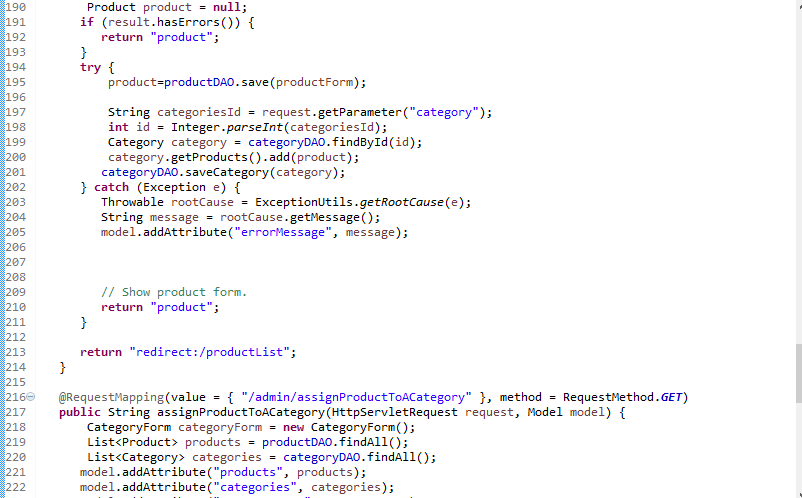 190 Product product = null;
191 if (result.hasErrors()) {
192 return "product";
193 }
194 try {
195 product=productDAO.save(productForm);
196
197 String categoriesId = request.getParameter("category");
198 int id = Integer.parseInt(categoriesId);
199 Category category = categoryDAO.findById(id);
200 category.getProducts().add(product);
201 categoryDAO.saveCategory(category);
202 } catch (Exception e) {
203 Throwable rootCause = ExceptionUtils.getRootCause(e);
204 String message = rootCause.getMessage();
205 model.addAttribute("errorMessage", message);
206
207
208
209 // Show product form.
210 return "product";
211 }
212
213 return "redirect:/productList";
214 }
215
216 @RequestMapping(value = { "/admin/assignProductToACategory" }, method = RequestMethod.GET)
217 public String assignProductToACategory(HttpServletRequest request, Model model) {
218 CategoryForm categoryForm = new CategoryForm();
219 List<Product> products = productDAO.findAll();
220 List<Category> categories = categoryDAO.findAll();
221 model.addAttribute("products", products);
222 model.addAttribute("categories", categories);